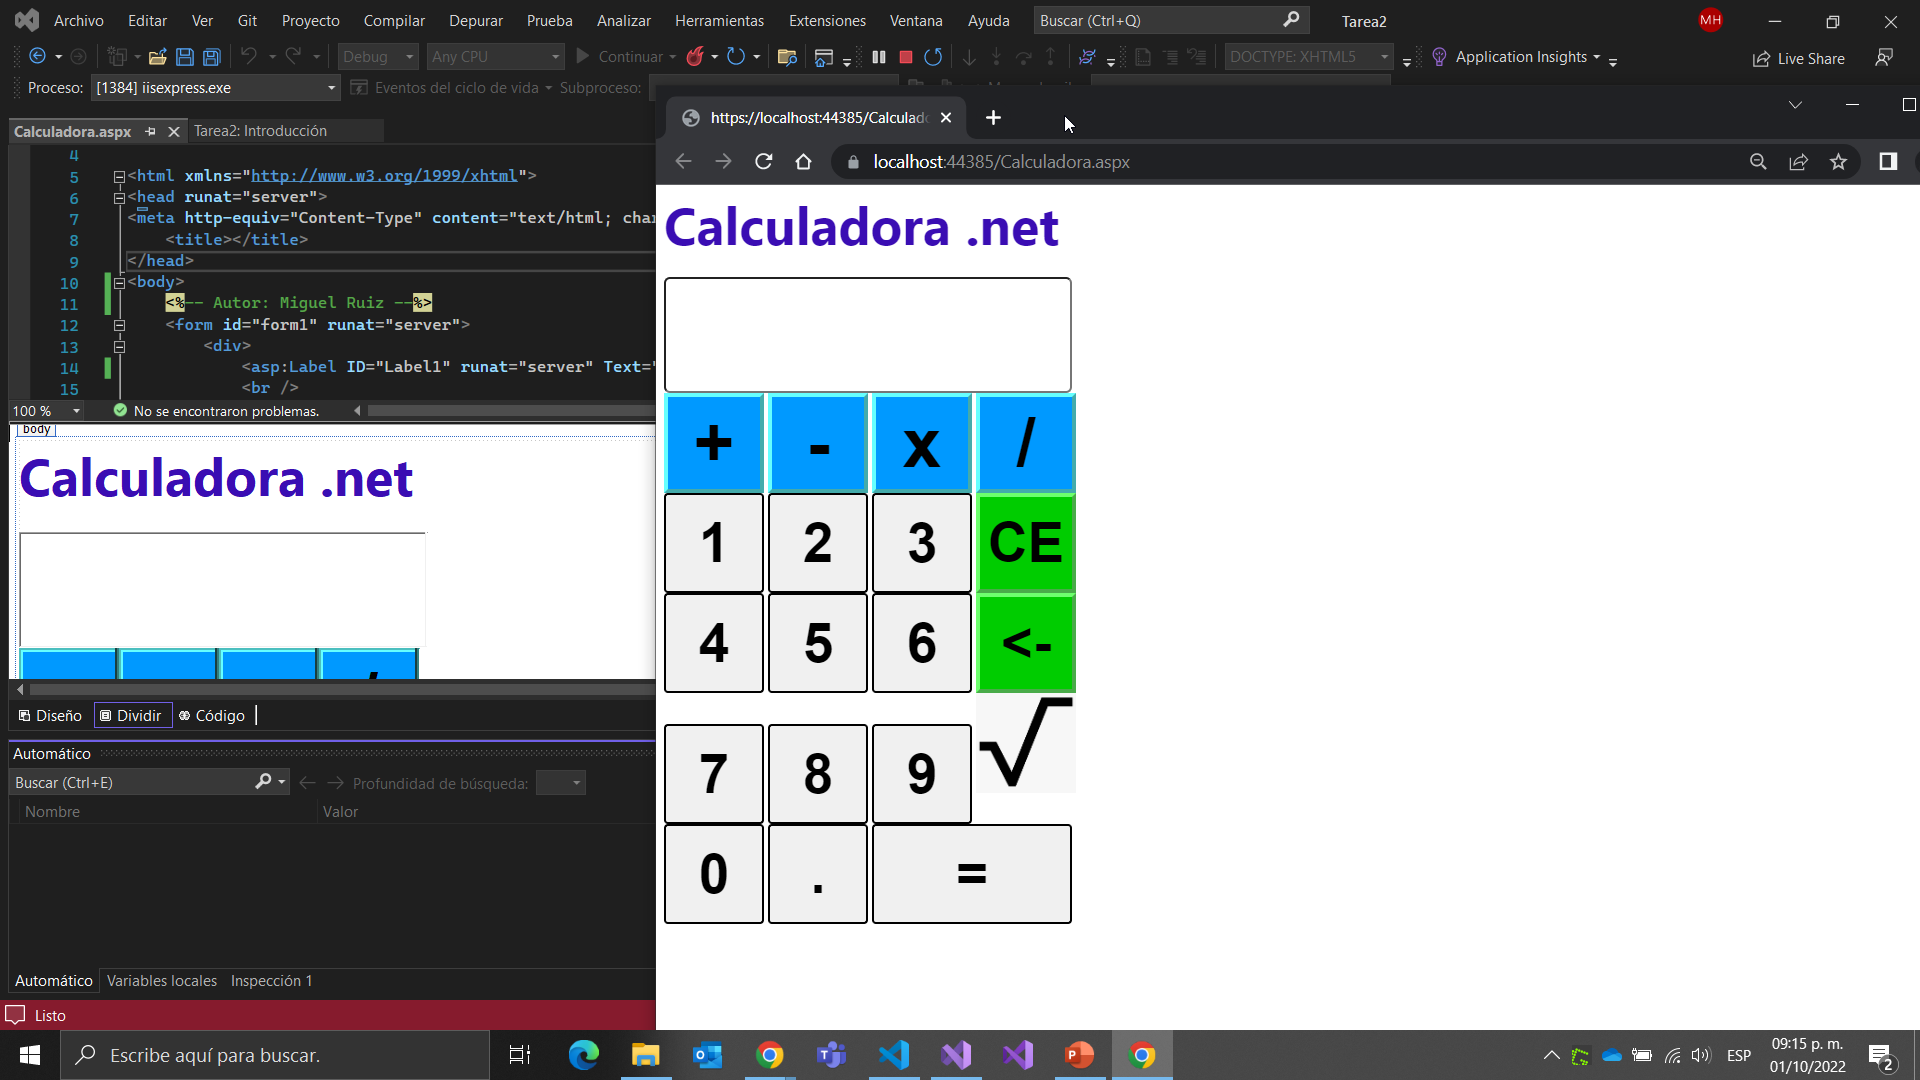 Archivo Editar Ver Git Proyecto Compilar Depurar Prueba Analizar Herramientas Extensiones Ventana Ayuda Buscar (Ctrl+Q) Tarea2 MH
Debug Any CPU Continuar DOCTYPE: XHTML5 Application Insights Live Share
Proceso: [1384] iisexpress.exe Eventos del ciclo de vida Subproceso:
Calculadora.aspx Tarea2: Introducción
4
5 <html xmlns="http://www.w3.org/1999/xhtml">
6 <head runat="server">
7 <meta http-equiv="Content-Type" content="text/html; char
8 <title></title>
9 </head>
10 <body>
11 <%-- Autor: Miguel Ruiz --%>
12 <form id="form1" runat="server">
13 <div>
14 <asp:Label ID="Label1" runat="server" Text="
15 <br />
100 % No se encontraron problemas.
body
Calculadora .net
/
Diseño Dividir Código
Automático
Buscar (Ctrl+E) Profundidad de búsqueda:
Nombre Valor
Automático Variables locales Inspección 1
Listo
https://localhost:44385/Calculado
localhost:44385/Calculadora.aspx
Calculadora .net
+ - x /
1 2 3 CE
4 5 6 <-
7 8 9 √
0 . =
Escribe aquí para buscar.
ESP
09:15 p. m.
01/10/2022
2